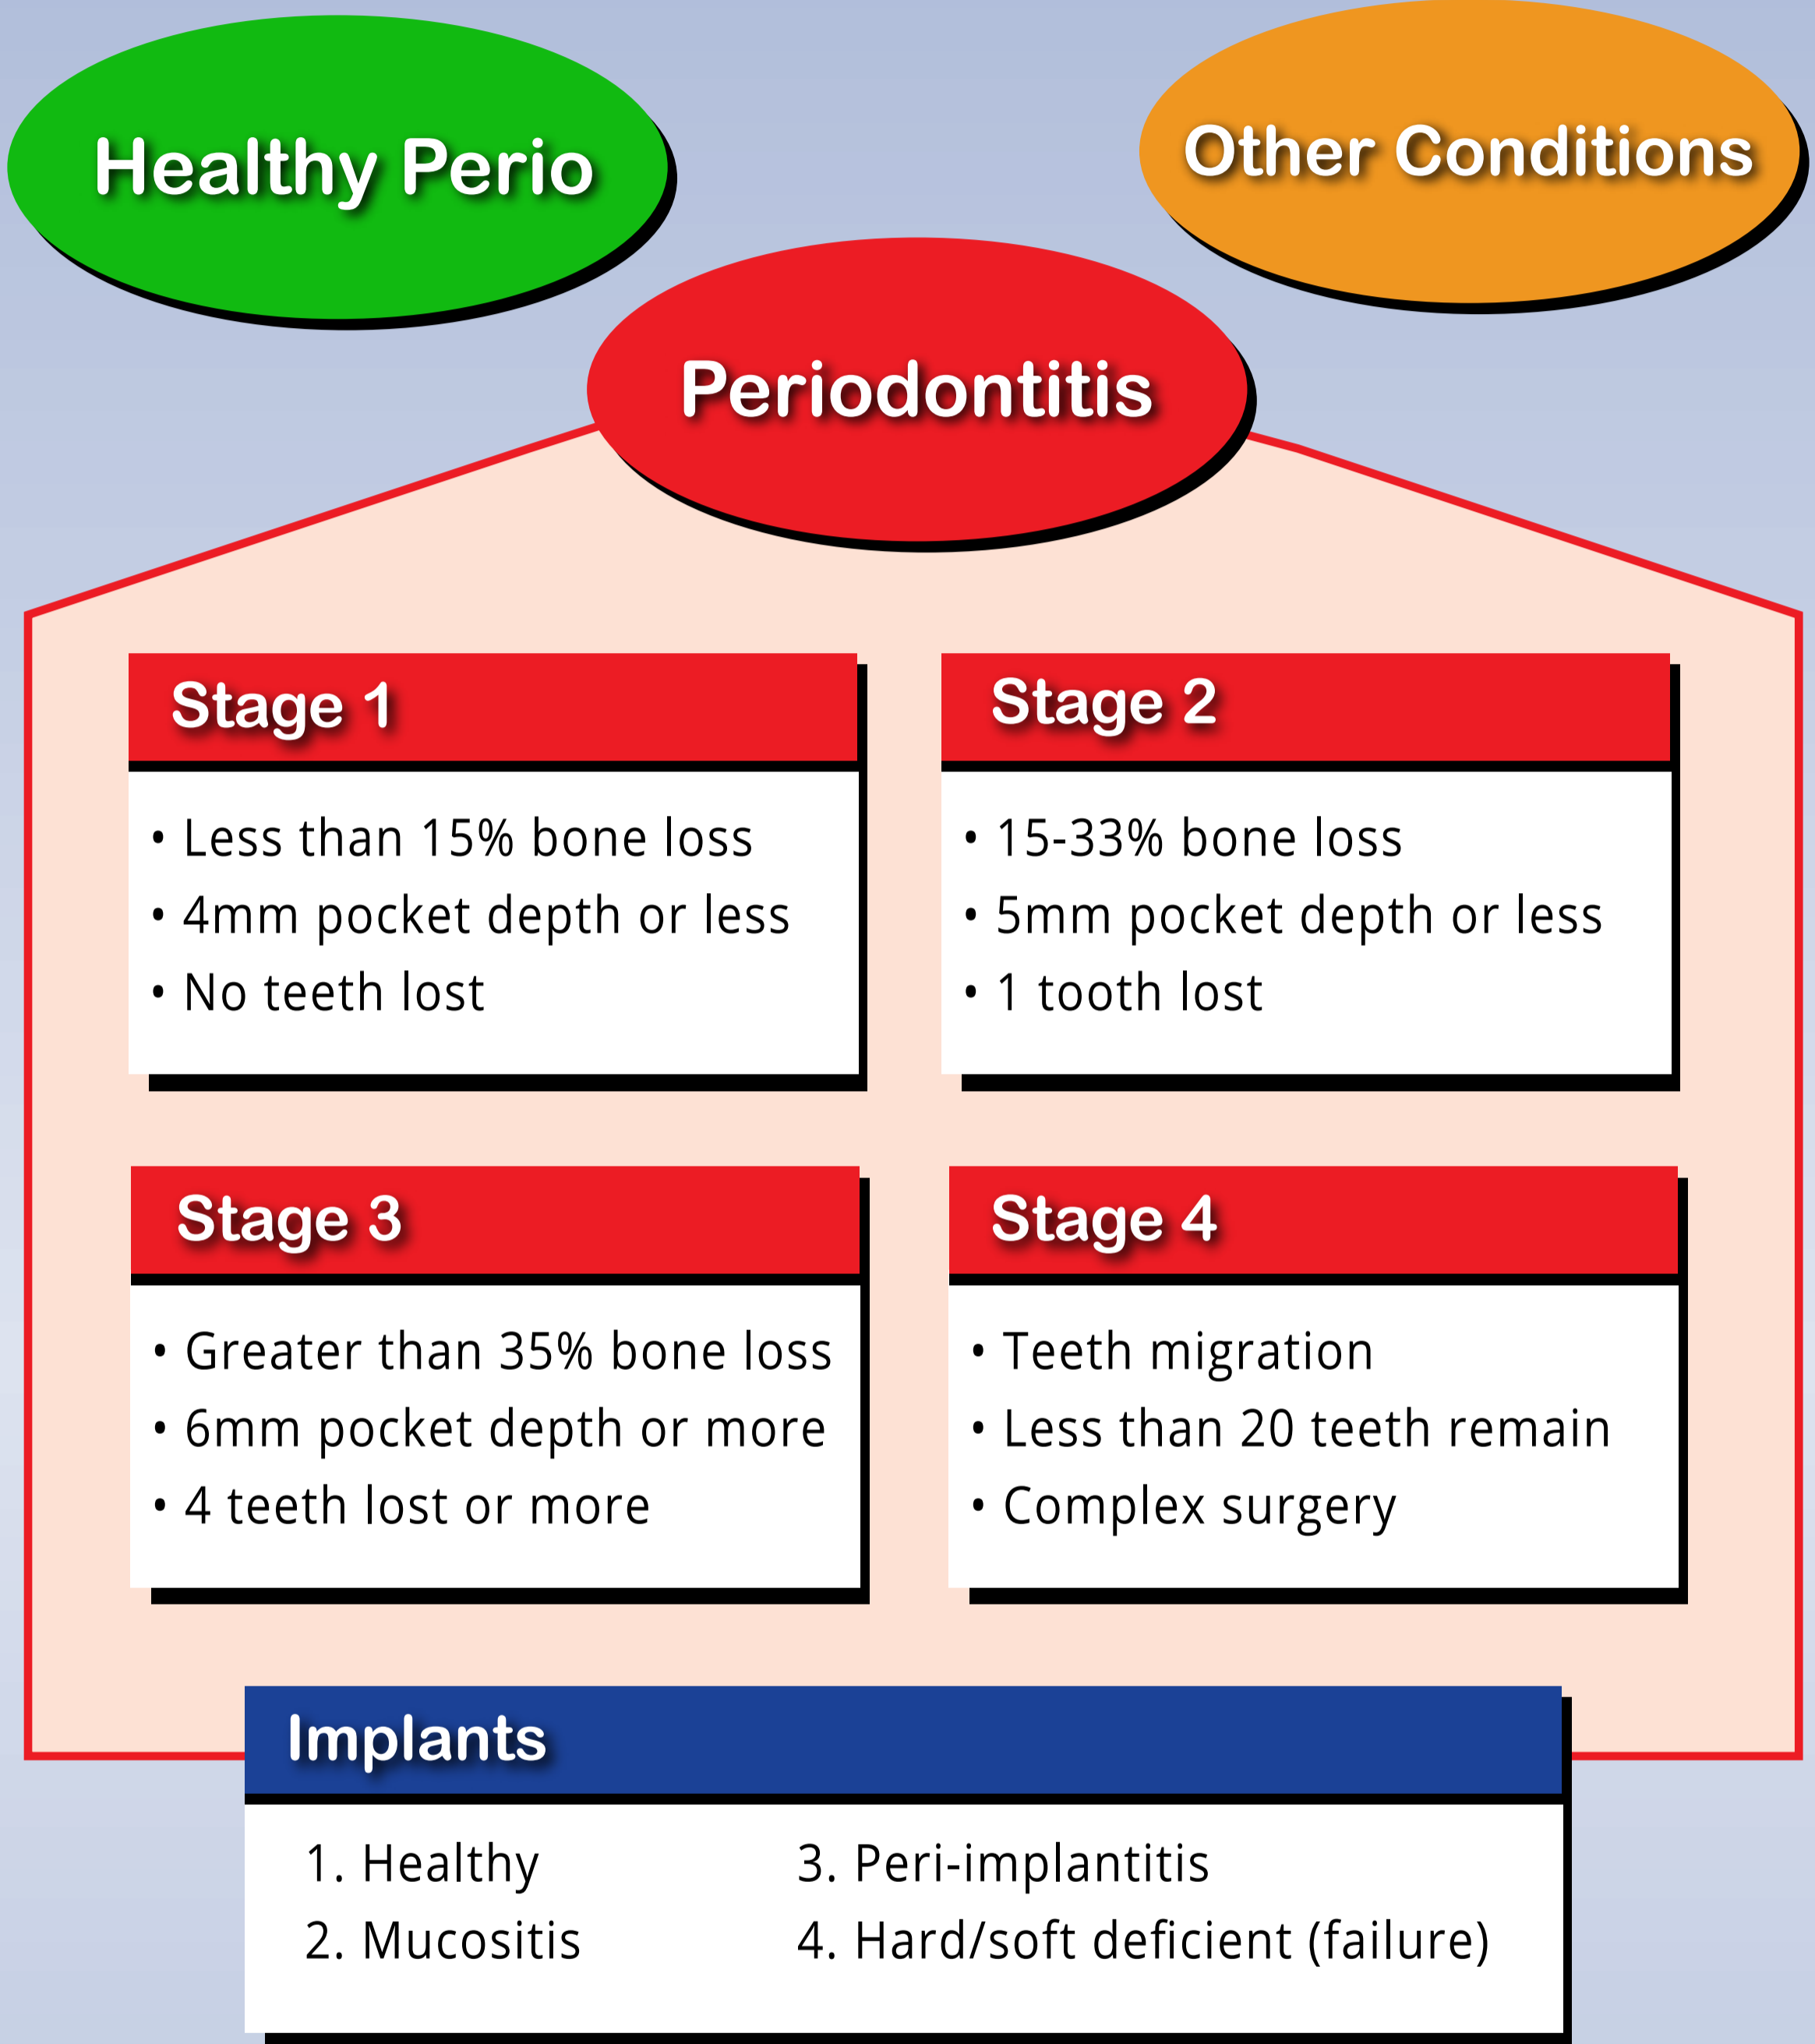 Healthy Perio
Other Conditions
Periodontitis
Stage 1
• Less than 15% bone loss
• 4mm pocket depth or less
• No teeth lost
Stage 2
• 15-33% bone loss
• 5mm pocket depth or less
• 1 tooth lost
Stage 3
• Greater than 35% bone loss
• 6mm pocket depth or more
• 4 teeth lost or more
Stage 4
• Teeth migration
• Less than 20 teeth remain
• Complex surgery
Implants
1. Healthy
2. Mucositis
3. Peri-implantitis
4. Hard/soft deficient (failure)